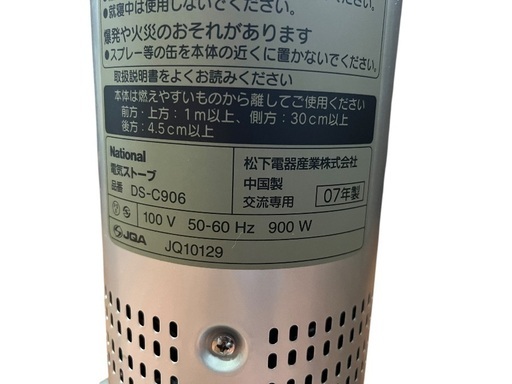 ●就寝中は使用しないでください。
爆発や火災のおそれがあります
●スプレー等の缶を本体の近くに置かないでください。
取扱説明書をよくお読みください
本体は燃えやすいものから離してご使用ください
前方・上方：1m以上、側方：30cm以上
後方：4.5cm以上
National
電気ストーブ
品番 DS-C906
松下電器産業株式会社
中国製
交流専用
07年製
100 V 50-60 Hz 900 W
JQA JQ10129